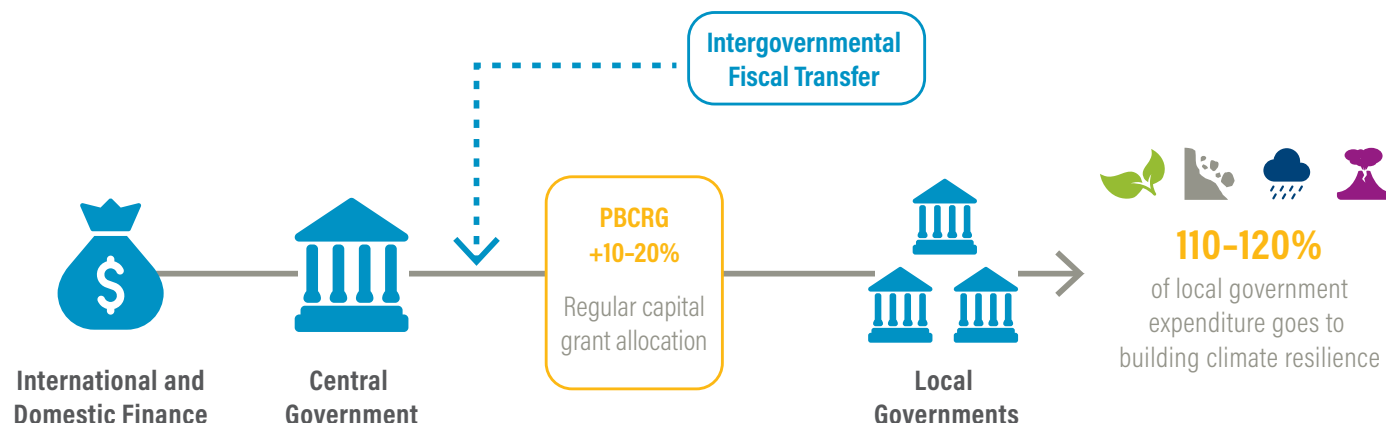 Intergovernmental
Fiscal Transfer
PBCRG
+10–20%
Regular capital
grant allocation
$
110–120%
of local government
expenditure goes to
building climate resilience
International and
Domestic Finance
Central
Government
Local
Governments